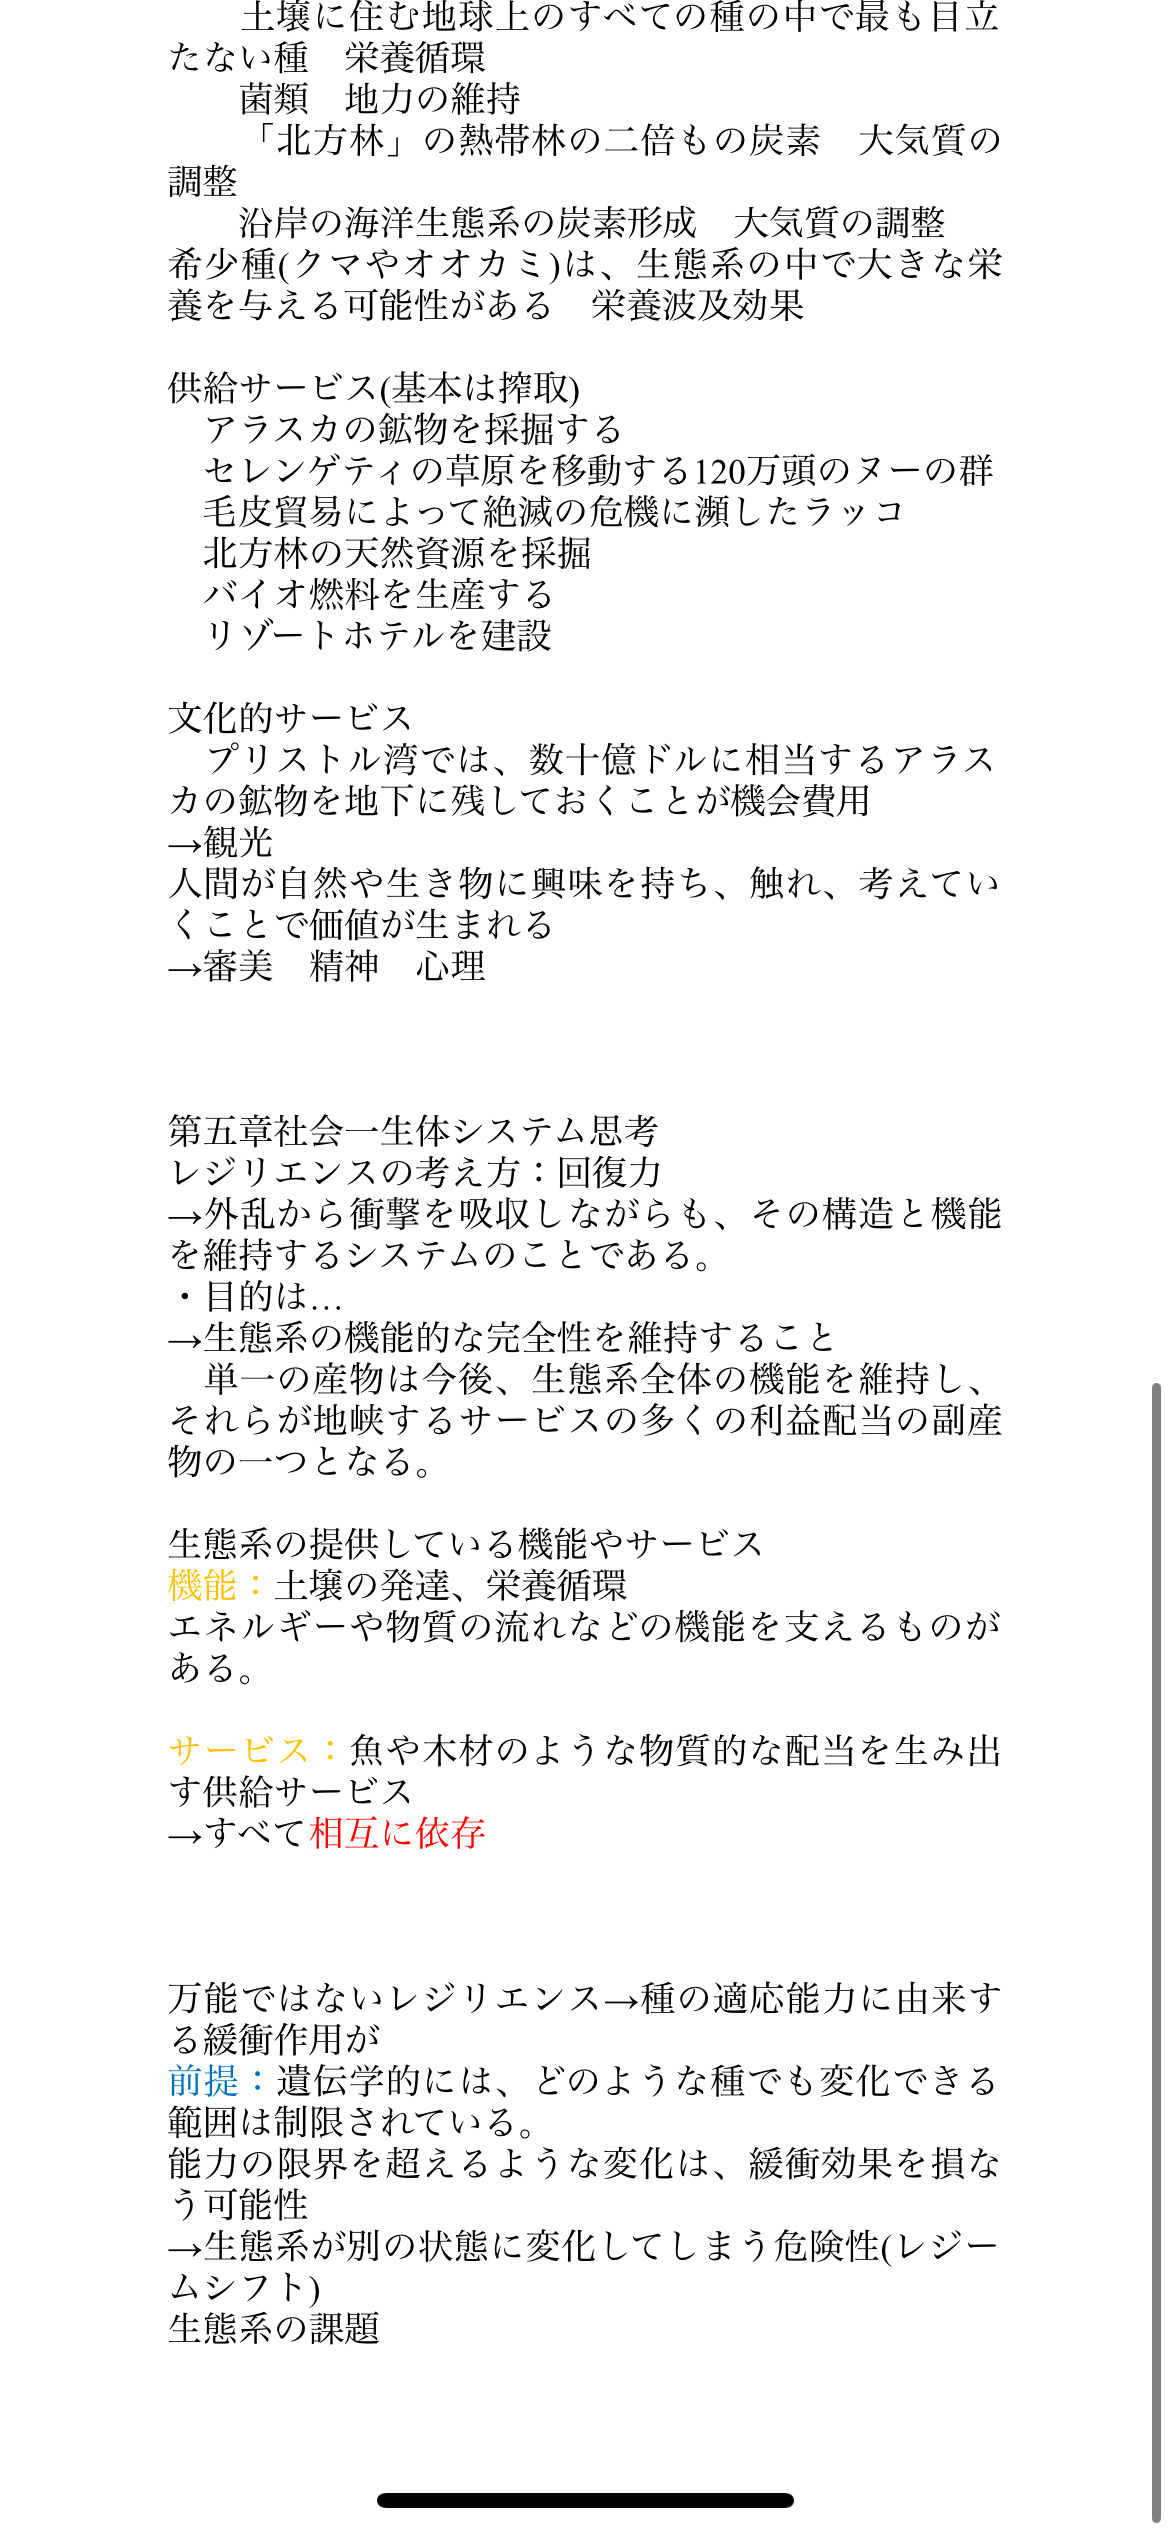 土壌に住む地球上のすべての種の中で最も目立
たない種　栄養循環
菌類　地力の維持
「北方林」の熱帯林の二倍もの炭素　大気質の
調整
沿岸の海洋生態系の炭素形成　大気質の調整
希少種(クマやオオカミ)は、生態系の中で大きな栄
養を与える可能性がある　栄養波及効果
供給サービス(基本は搾取)
アラスカの鉱物を採掘する
セレンゲティの草原を移動する120万頭のヌーの群
毛皮貿易によって絶滅の危機に瀕したラッコ
北方林の天然資源を採掘
バイオ燃料を生産する
リゾートホテルを建設
文化的サービス
プリストル湾では、数十億ドルに相当するアラス
カの鉱物を地下に残しておくことが機会費用
→観光
人間が自然や生き物に興味を持ち、触れ、考えてい
くことで価値が生まれる
→審美　精神　心理
第五章社会一生体システム思考
レジリエンスの考え方：回復力
→外乱から衝撃を吸収しながらも、その構造と機能
を維持するシステムのことである。
・目的は…
→生態系の機能的な完全性を維持すること
単一の産物は今後、生態系全体の機能を維持し、
それらが地峡するサービスの多くの利益配当の副産
物の一つとなる。
生態系の提供している機能やサービス
機能：土壌の発達、栄養循環
エネルギーや物質の流れなどの機能を支えるものが
ある。
サービス：魚や木材のような物質的な配当を生み出
す供給サービス
→すべて相互に依存
万能ではないレジリエンス→種の適応能力に由来す
る緩衝作用が
前提：遺伝学的には、どのような種でも変化できる
範囲は制限されている。
能力の限界を超えるような変化は、緩衝効果を損な
う可能性
→生態系が別の状態に変化してしまう危険性(レジー
ムシフト)
生態系の課題